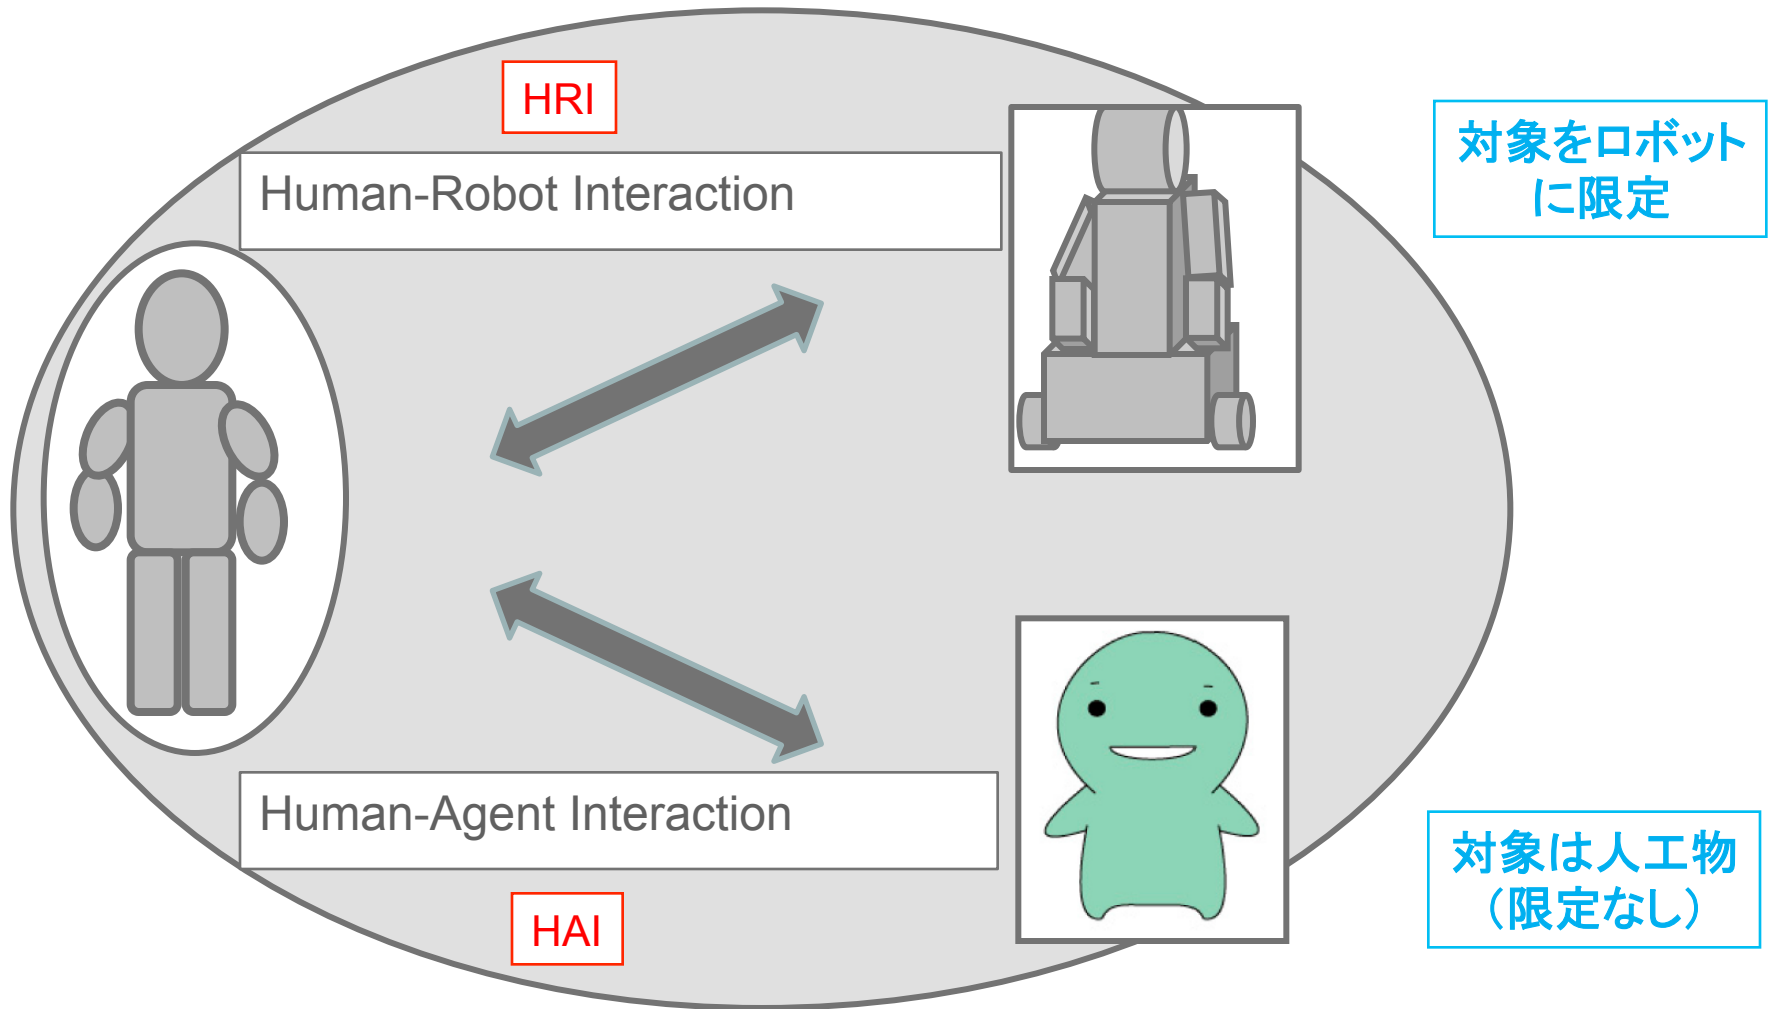 HRI
Human-Robot Interaction
対象をロボット
に限定
Human-Agent Interaction
HAI
対象は人工物
（限定なし）